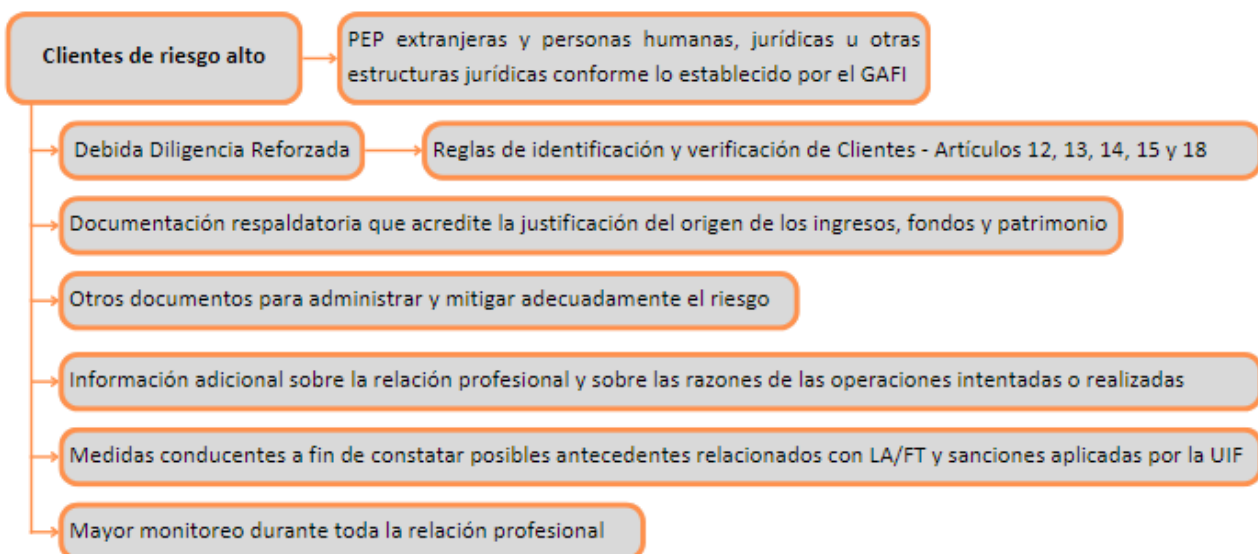 Clientes de riesgo alto
PEP extranjeras y personas humanas, jurídicas u otras
estructuras jurídicas conforme lo establecido por el GAFI
Debida Diligencia Reforzada
Reglas de identificación y verificación de Clientes - Artículos 12, 13, 14, 15 y 18
Documentación respaldatoria que acredite la justificación del origen de los ingresos, fondos y patrimonio
Otros documentos para administrar y mitigar adecuadamente el riesgo
Información adicional sobre la relación profesional y sobre las razones de las operaciones intentadas o realizadas
Medidas conducentes a fin de constatar posibles antecedentes relacionados con LA/FT y sanciones aplicadas por la UIF
Mayor monitoreo durante toda la relación profesional